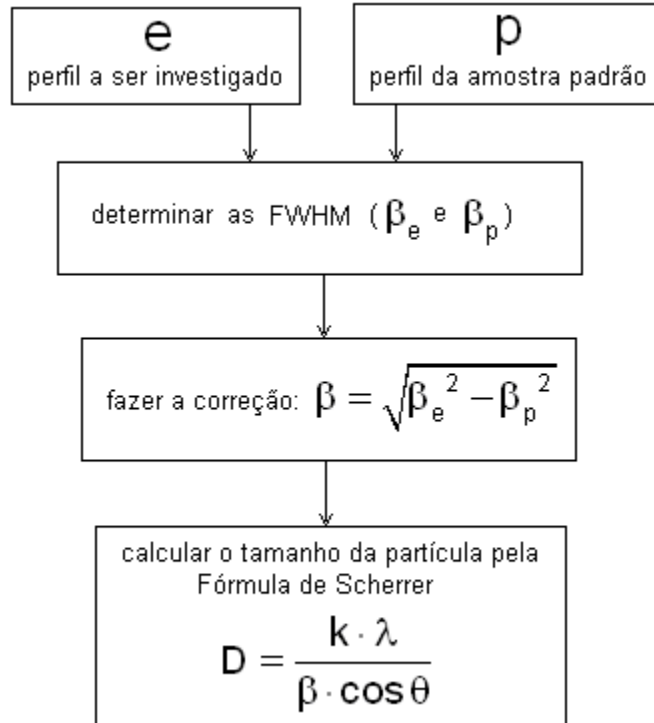 e
perfil a ser investigado
p
perfil da amostra padrão
determinar as FWHM (βₑ e βₚ)
fazer a correção: β = √(βₑ² − βₚ²)
calcular o tamanho da partícula pela
Fórmula de Scherrer
D = k · λ / β · cos θ